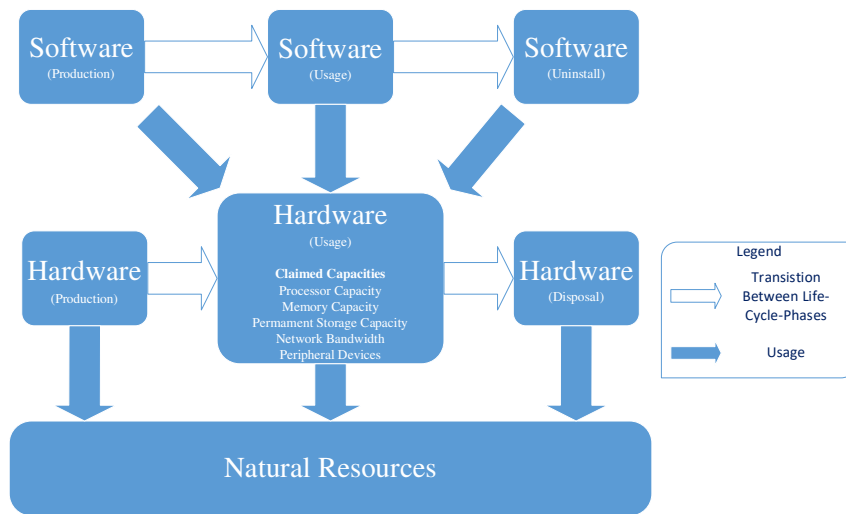 Software
(Production)
Software
(Usage)
Software
(Uninstall)
Hardware
(Production)
Hardware
(Usage)
Claimed Capacities
Processor Capacity
Memory Capacity
Permament Storage Capacity
Network Bandwidth
Peripheral Devices
Hardware
(Disposal)
Legend
Transistion
Between Life-
Cycle-Phases
Usage
Natural Resources